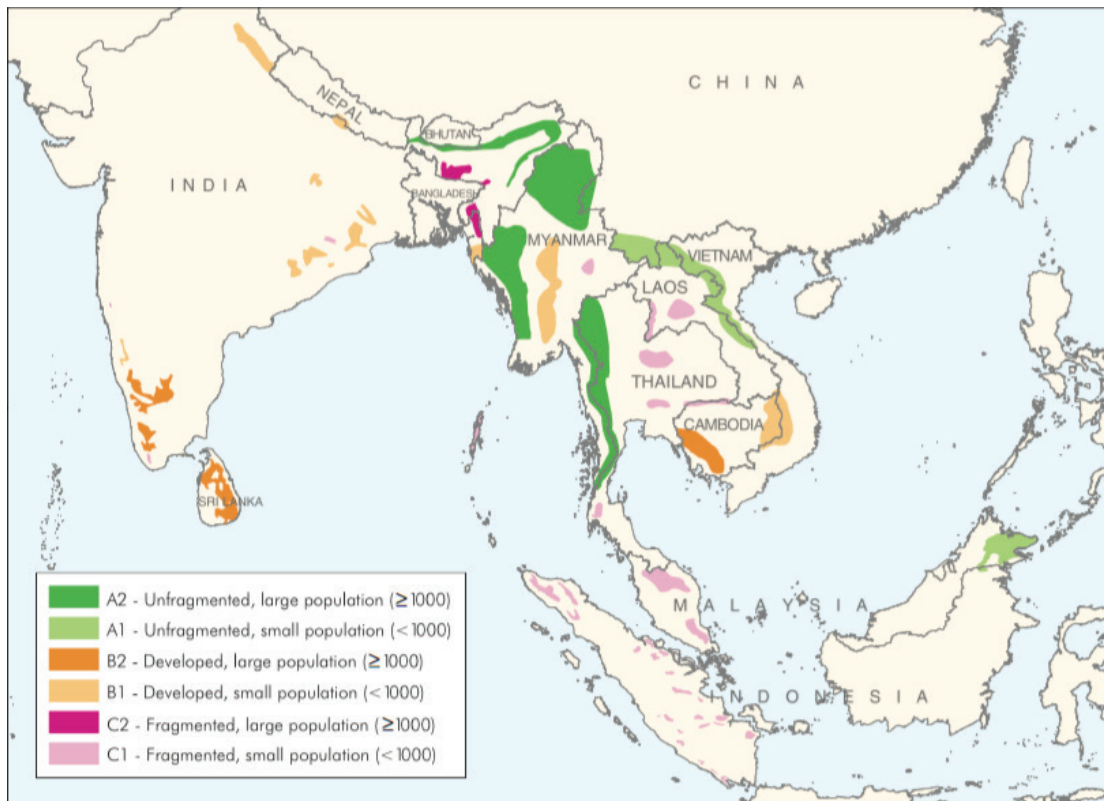 CHINA
NEPAL
BHUTAN
INDIA
BANGLADESH
MYANMAR
VIETNAM
LAOS
THAILAND
CAMBODIA
SRI LANKA
MALAYSIA
INDONESIA
A2 - Unfragmented, large population (≥1000)
A1 - Unfragmented, small population (<1000)
B2 - Developed, large population (≥1000)
B1 - Developed, small population (<1000)
C2 - Fragmented, large population (≥1000)
C1 - Fragmented, small population (<1000)